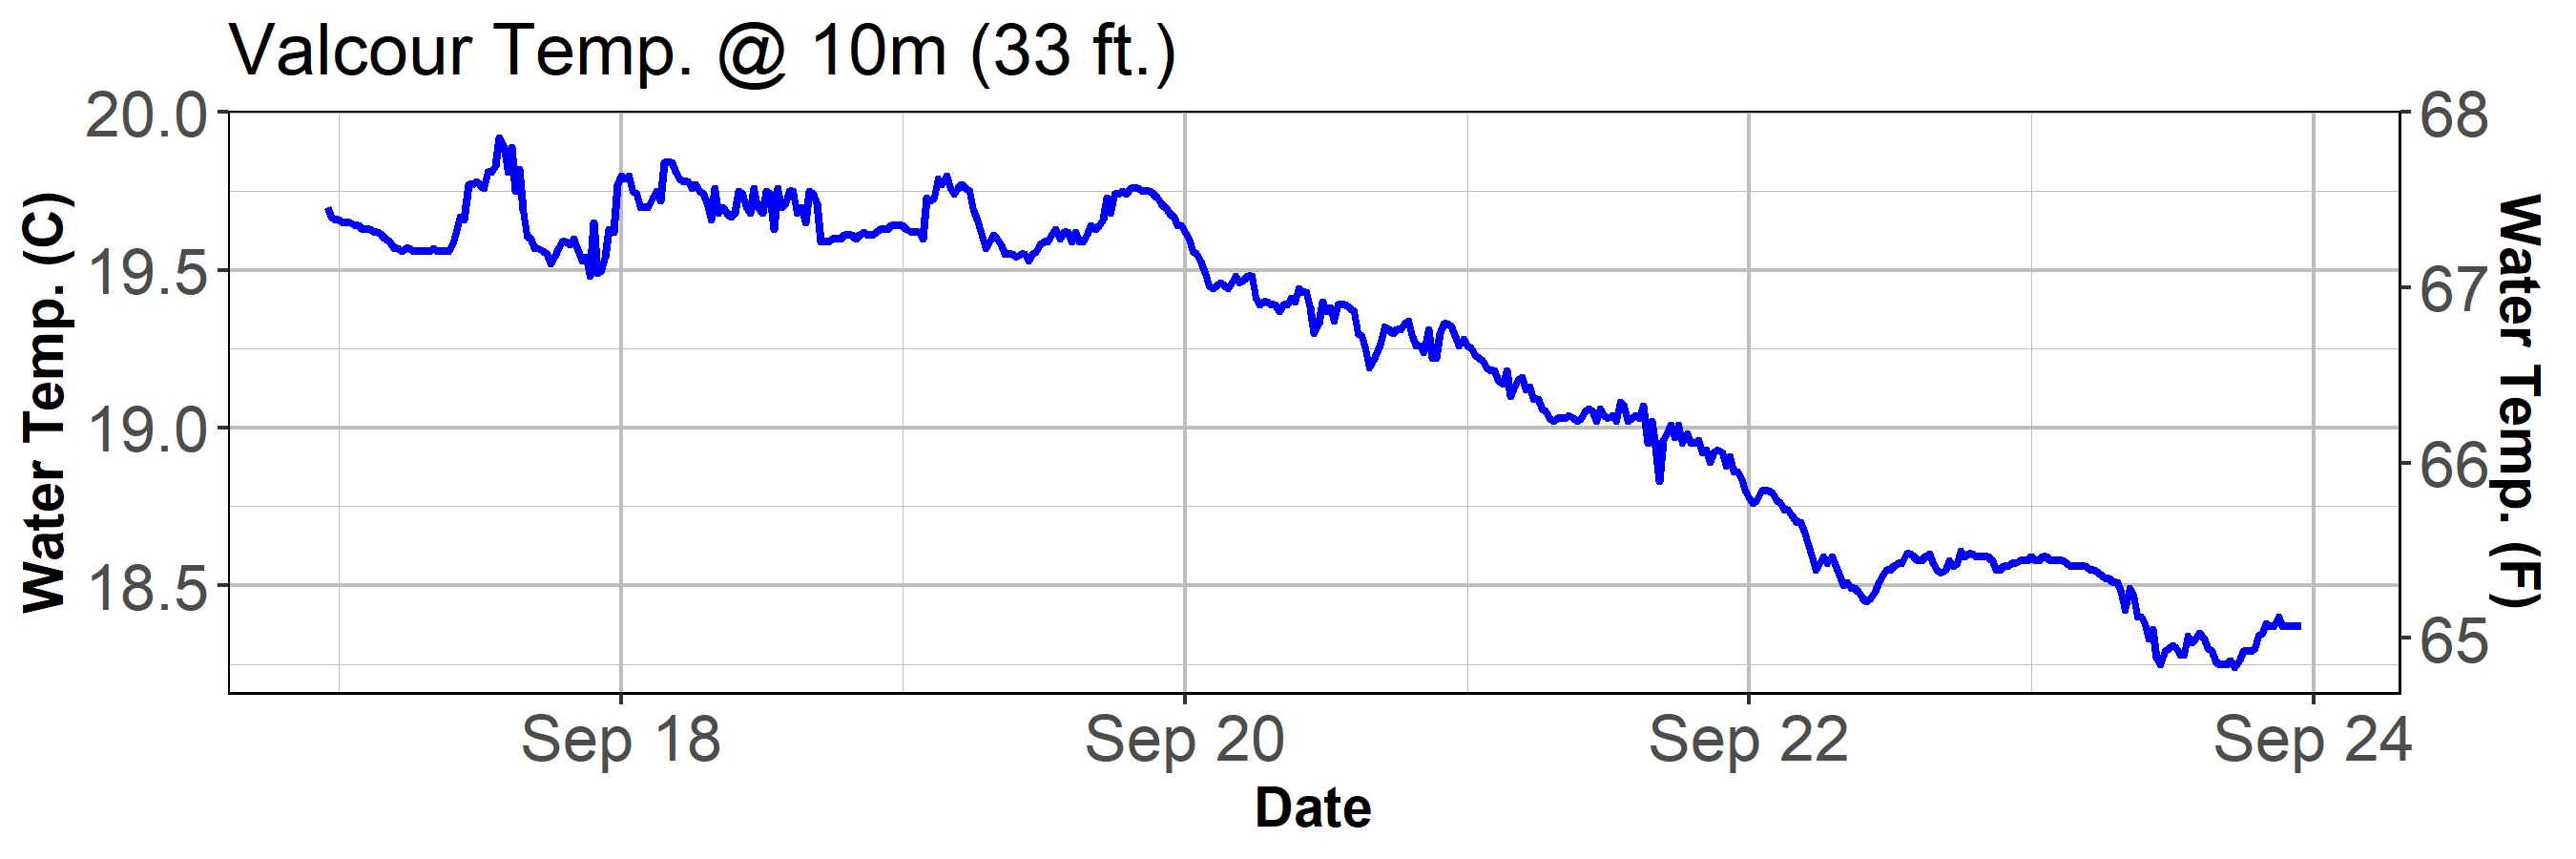 Valcour Temp. @ 10m (33 ft.)
Water Temp. (C)
20.0
19.5
19.0
18.5
68
67
66
65
Water Temp. (F)
Sep 18 Sep 20 Sep 22 Sep 24
Date